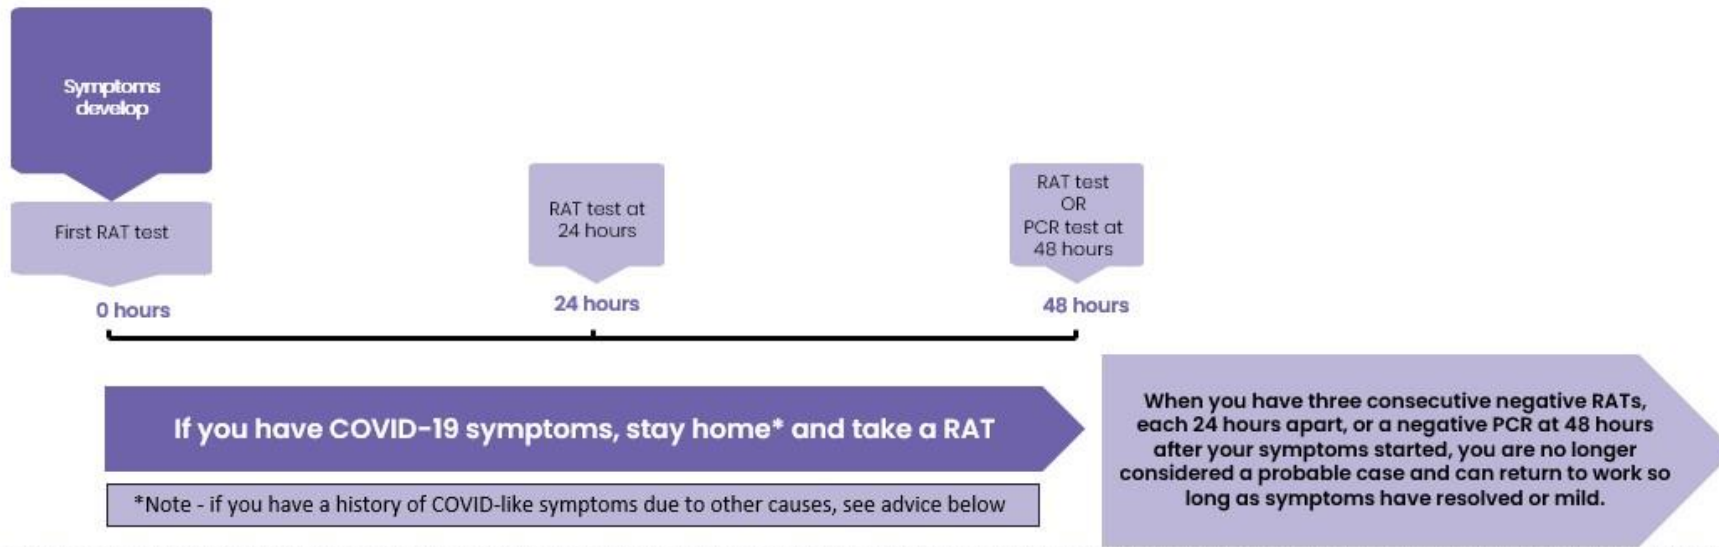 Symptoms
develop
First RAT test
RAT test at
24 hours
RAT test
OR
PCR test at
48 hours
0 hours
24 hours
48 hours
If you have COVID-19 symptoms, stay home* and take a RAT
*Note - if you have a history of COVID-like symptoms due to other causes, see advice below
When you have three consecutive negative RATs,
each 24 hours apart, or a negative PCR at 48 hours
after your symptoms started, you are no longer
considered a probable case and can return to work so
long as symptoms have resolved or mild.